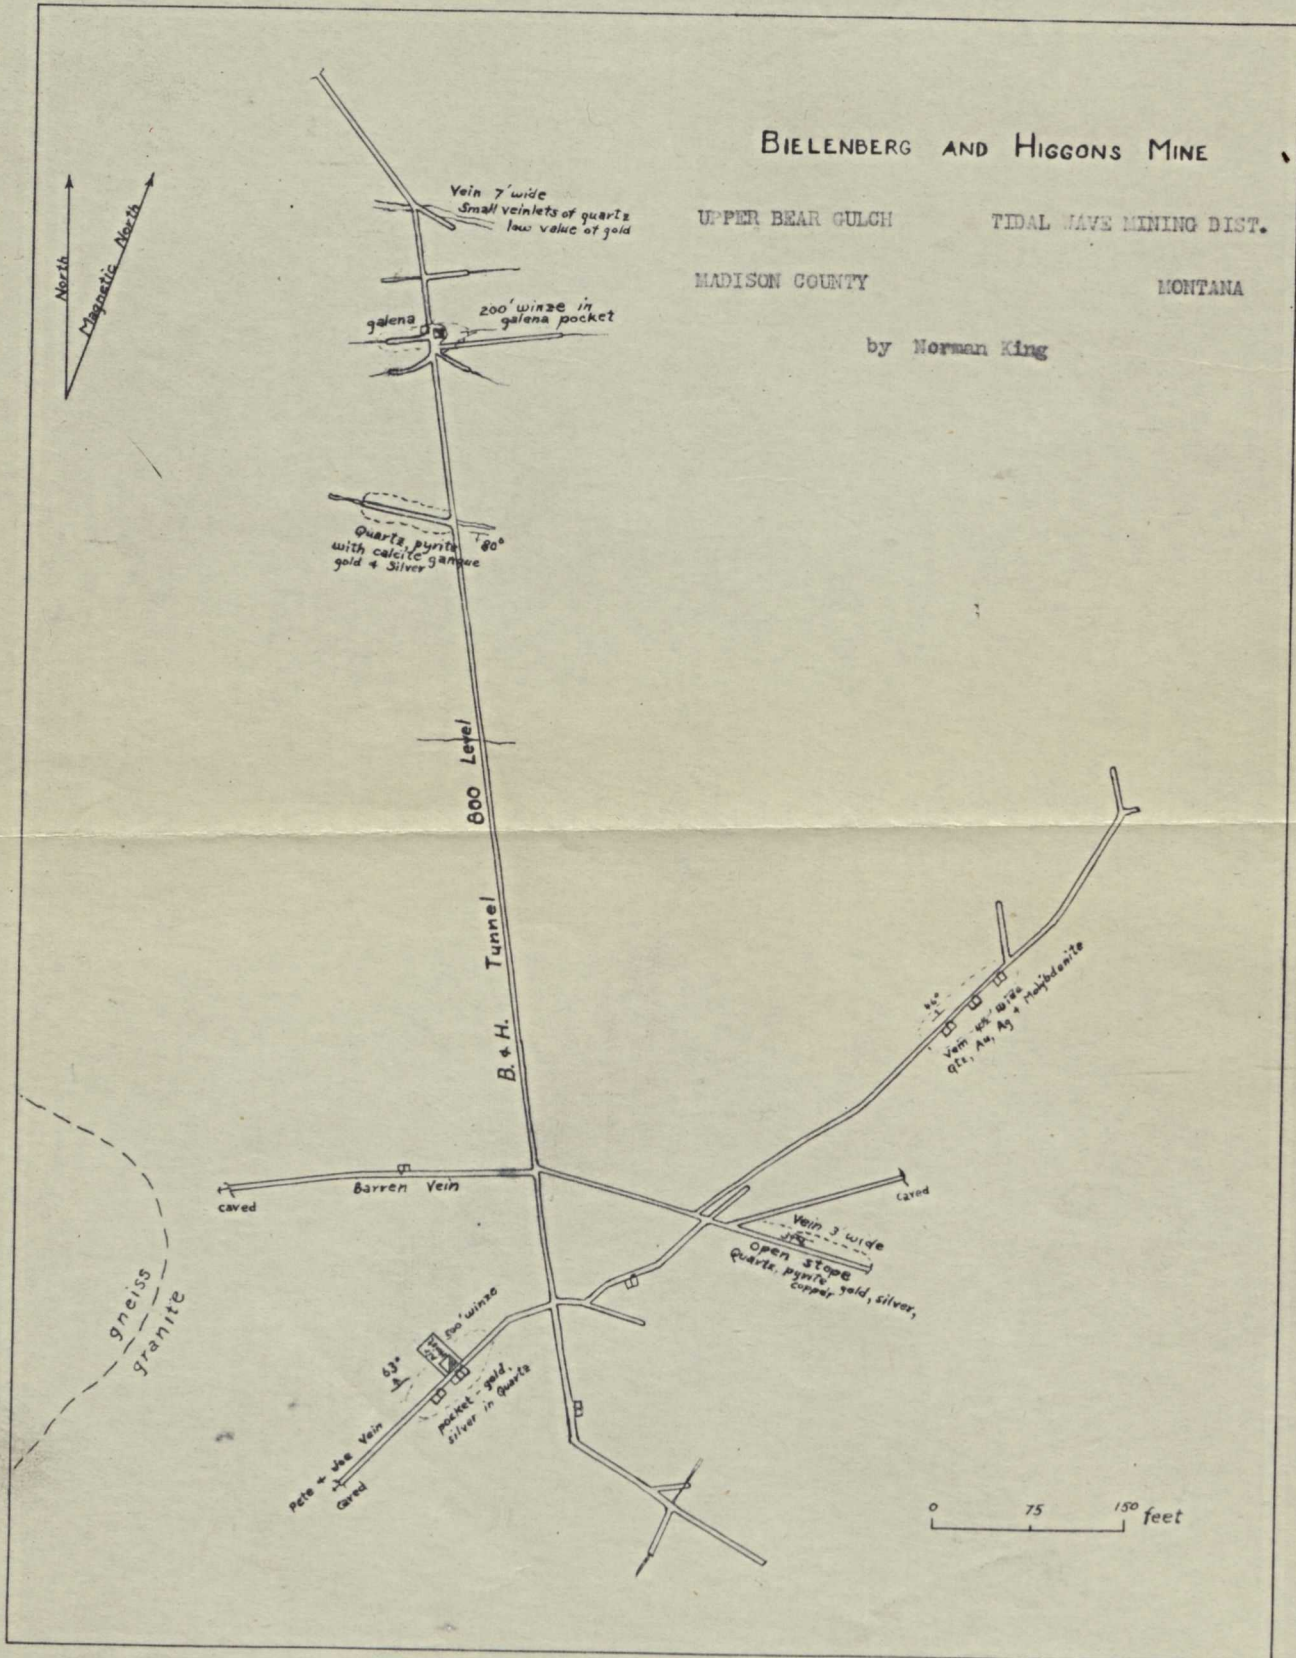 BIELENBERG AND HIGGONS MINE
UPPER BEAR GULCH TIDAL WAVE MINING DIST.
MADISON COUNTY MONTANA
by Norman King
North
Magnetic North
Vein 7' wide
Small veinlets of quartz
low value of gold
galena
200' winze in
galena pocket
Quartz, pyrite
with calcite gangue
gold & Silver
80°
B. & H. Tunnel 800 Level
Vein wide
qtz, Au, Ag & Molybdenite
Barren Vein
caved
caved
Vein 3' wide
Open stope
Quartz, pyrite gold, silver,
copper
gneiss
granite
500' winze
63°
pocket - gold,
silver in Quartz
Pete & Joe Vein
caved
0 75 150 feet